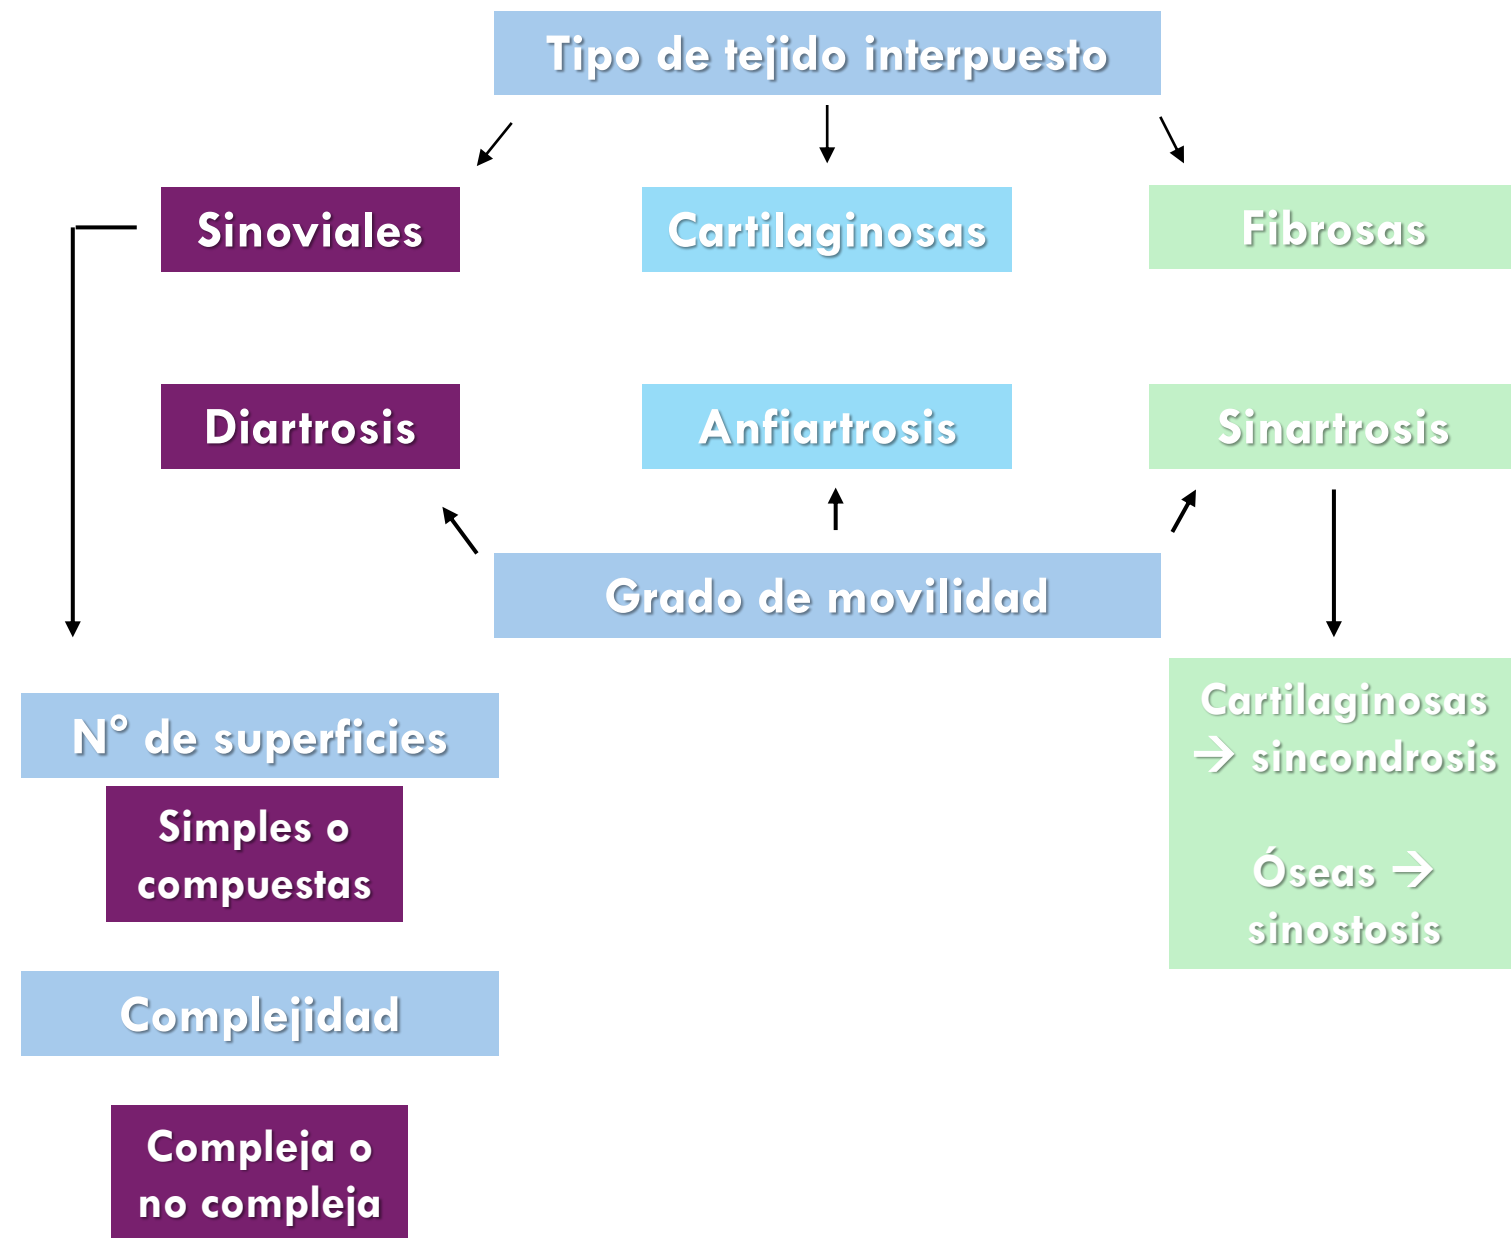 Tipo de tejido interpuesto
Sinoviales
Cartilaginosas
Fibrosas
Diartrosis
Anfiartrosis
Sinartrosis
Grado de movilidad
N° de superficies
Simples o
compuestas
Complejidad
Compleja o
no compleja
Cartilaginosas
→ sincondrosis
Óseas →
sinostosis